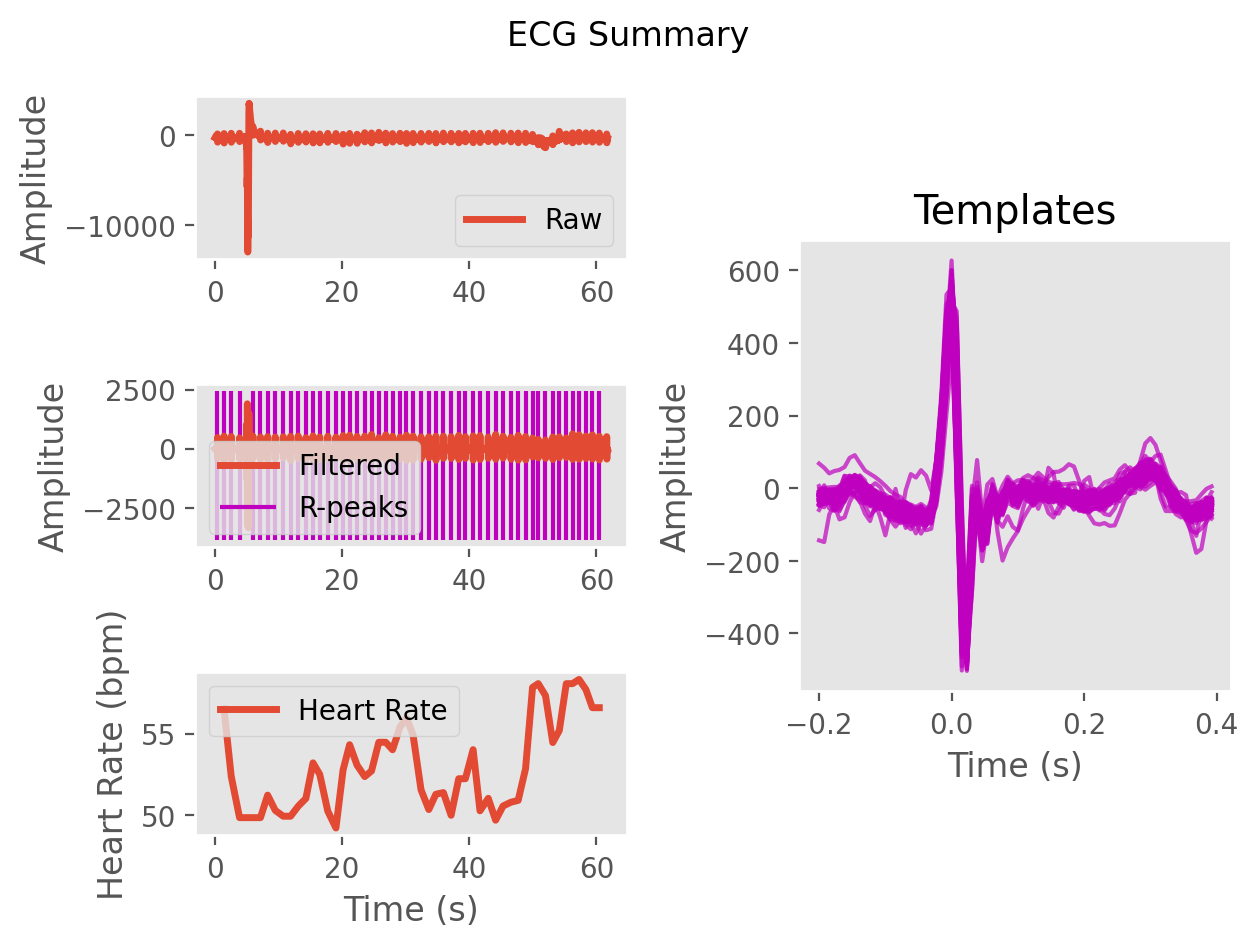 ECG Summary
Amplitude
0
−10000
Raw
0 20 40 60
Amplitude
2500
0
−2500
Filtered
R-peaks
0 20 40 60
Heart Rate (bpm)
55
50
Heart Rate
0 20 40 60
Time (s)
Templates
Amplitude
600
400
200
0
−200
−400
−0.2 0.0 0.2 0.4
Time (s)